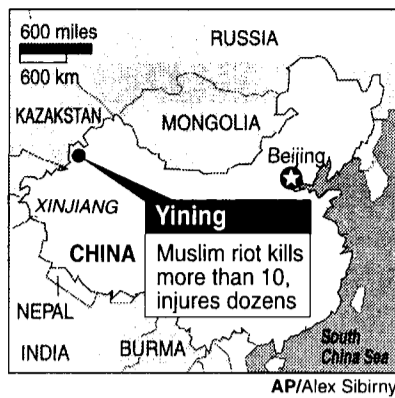 600 miles
600 km
RUSSIA
KAZAKSTAN
MONGOLIA
Beijing
XINJIANG
Yining
CHINA
Muslim riot kills
more than 10,
injures dozens
NEPAL
INDIA
BURMA
South
China Sea
AP/Alex Sibirny